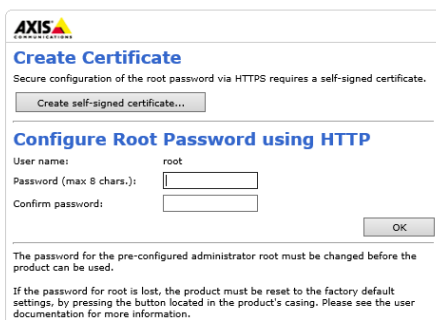 AXIS
COMMUNICATIONS
Create Certificate
Secure configuration of the root password via HTTPS requires a self-signed certificate.
Create self-signed certificate...
Configure Root Password using HTTP
User name: root
Password (max 8 chars.):
Confirm password:
OK
The password for the pre-configured administrator root must be changed before the
product can be used.
If the password for root is lost, the product must be reset to the factory default
settings, by pressing the button located in the product's casing. Please see the user
documentation for more information.